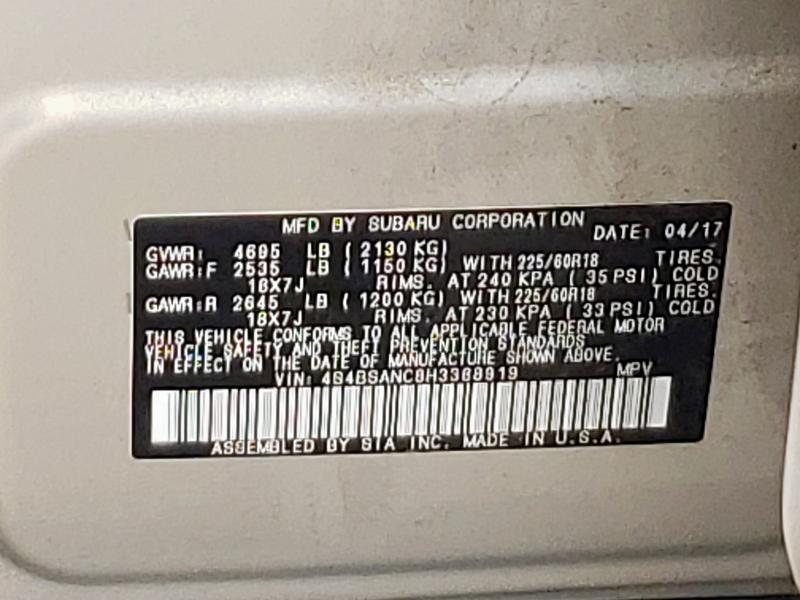 MFD BY SUBARU CORPORATION DATE: 04/17
GVWR: 4695 LB (2130 KG)
GAWR:F 2535 LB (1150 KG) WITH 225/60R18 TIRES.
18X7J RIMS. AT 240 KPA (35 PSI) COLD
GAWR:R 2645 LB (1200 KG) WITH 225/60R18 TIRES.
18X7J RIMS. AT 230 KPA (33 PSI) COLD
THIS VEHICLE CONFORMS TO ALL APPLICABLE FEDERAL MOTOR
VEHICLE SAFETY AND THEFT PREVENTION STANDARDS
IN EFFECT ON THE DATE OF MANUFACTURE SHOWN ABOVE.
VIN: MPV
ASSEMBLED BY SIA INC. MADE IN U.S.A.